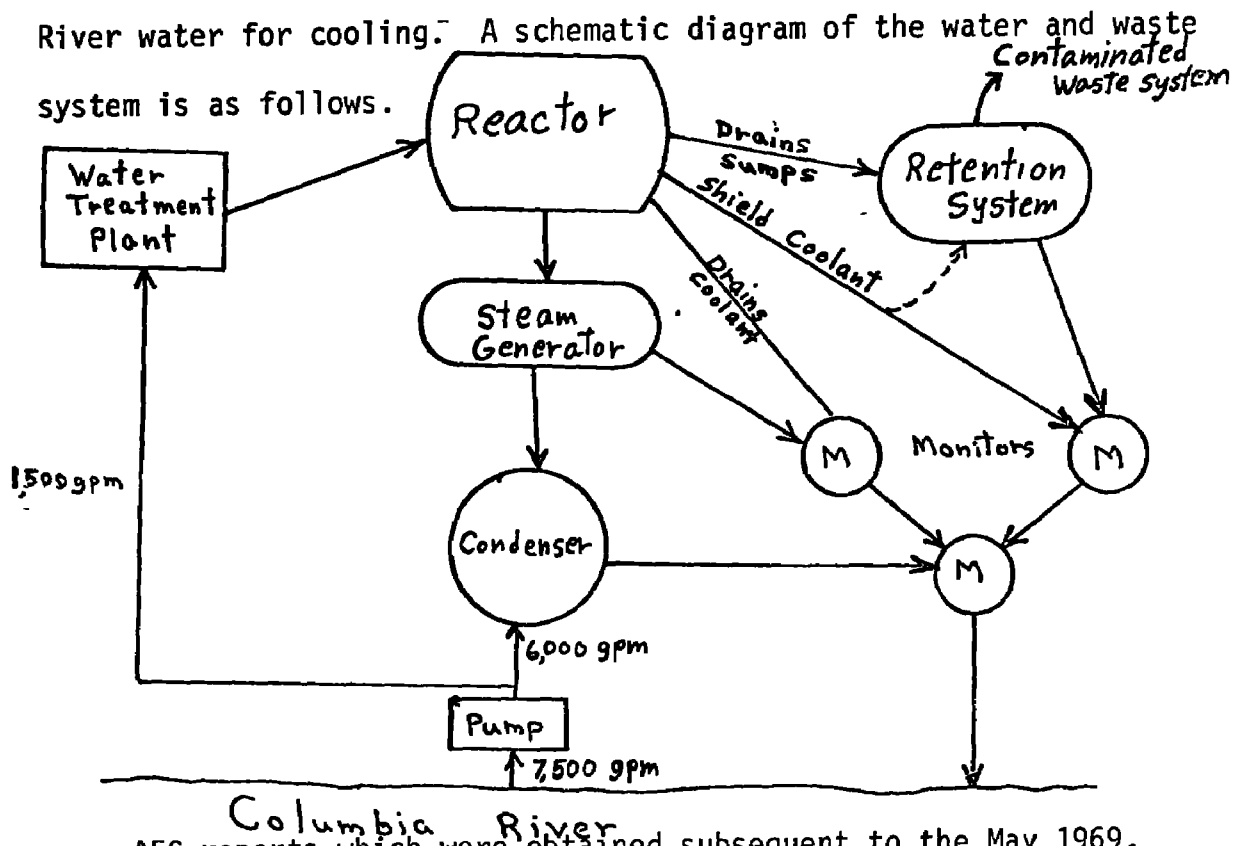 River water for cooling. A schematic diagram of the water and waste
Contaminated
waste system
system is as follows.
Reactor
Drains
Sumps
Retention
System
Water
Treatment
Plant
Shield Coolant
Drains
Coolant
Steam
Generator
M
Monitors
M
1,500 gpm
Condenser
M
6,000 gpm
Pump
7,500 gpm
Columbia River
AEC reports which were obtained subsequent to the May 1969.